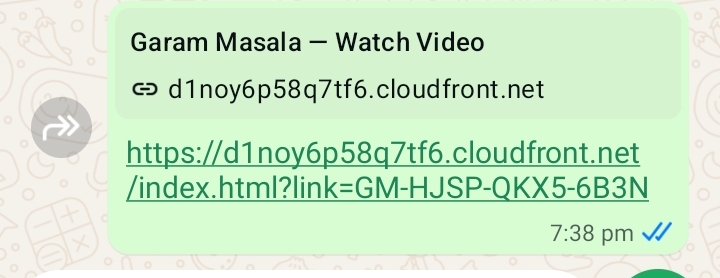 Garam Masala — Watch Video
d1noy6p58q7tf6.cloudfront.net
https://d1noy6p58q7tf6.cloudfront.net
/index.html?link=GM-HJSP-QKX5-6B3N
7:38 pm